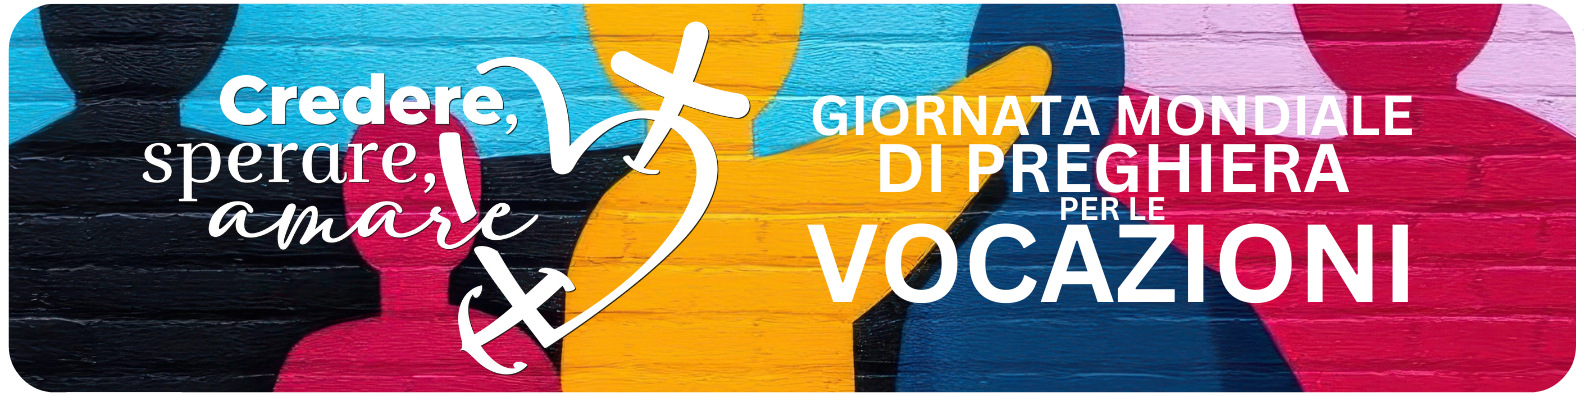 Credere,
sperare,
amare
GIORNATA MONDIALE
DI PREGHIERA
PER LE
VOCAZIONI